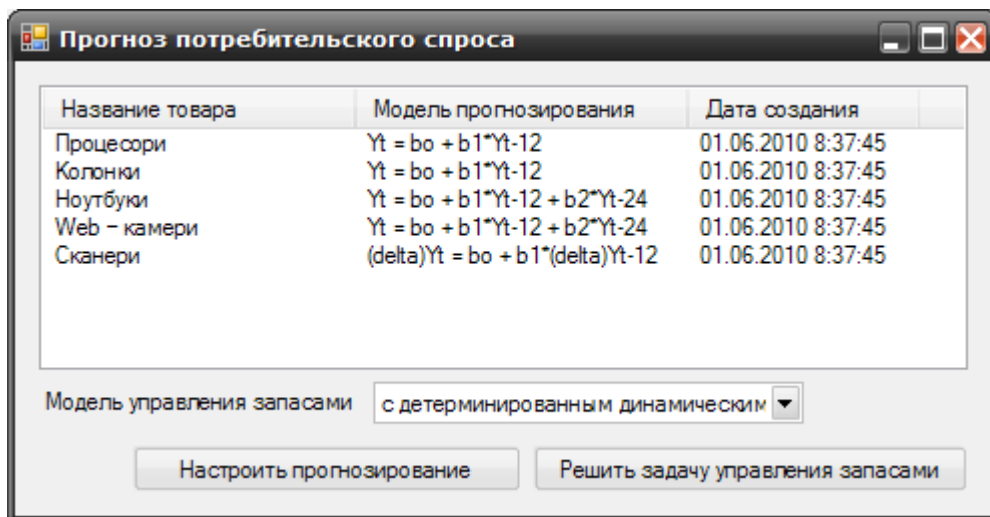 Прогноз потребительского спроса
Название товара Модель прогнозирования Дата создания
Процесори Yt = bo + b1*Yt-12 01.06.2010 8:37:45
Колонки Yt = bo + b1*Yt-12 01.06.2010 8:37:45
Ноутбуки Yt = bo + b1*Yt-12 + b2*Yt-24 01.06.2010 8:37:45
Web - камери Yt = bo + b1*Yt-12 + b2*Yt-24 01.06.2010 8:37:45
Сканери (delta)Yt = bo + b1*(delta)Yt-12 01.06.2010 8:37:45
Модель управления запасами с детерминированным динамическим
Настроить прогнозирование Решить задачу управления запасами